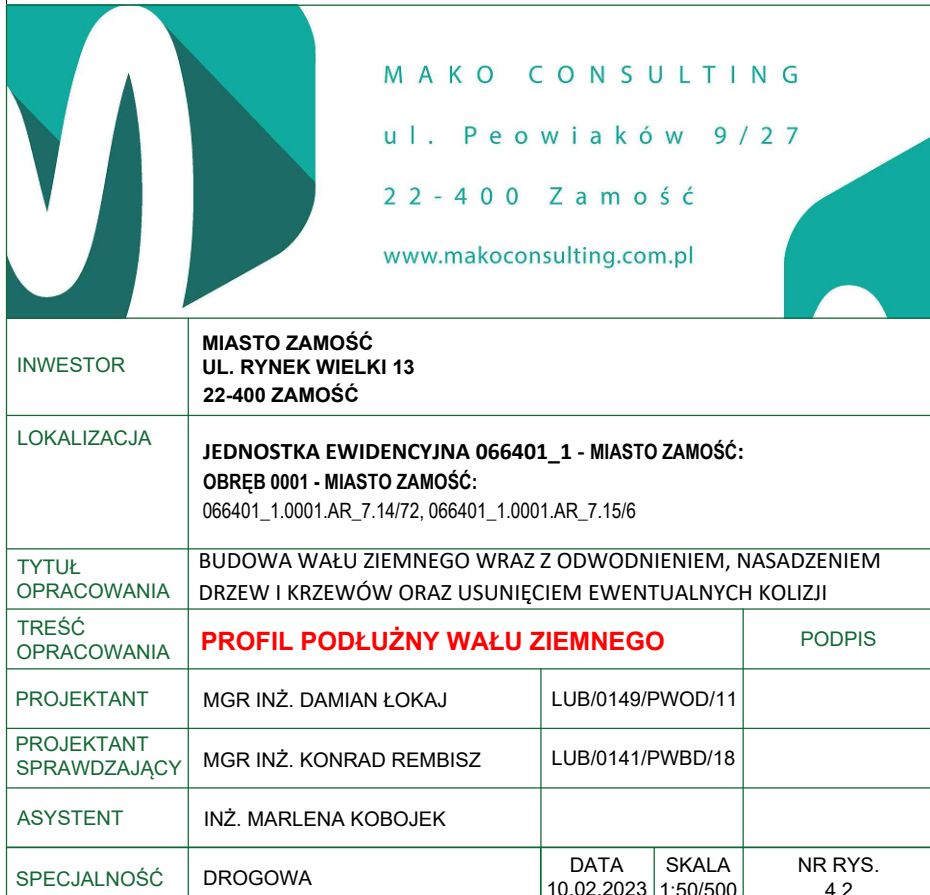 MAKO CONSULTING
ul. Peowiaków 9/27
22-400 Zamość
www.makoconsulting.com.pl
INWESTOR
MIASTO ZAMOŚĆ
UL. RYNEK WIELKI 13
22-400 ZAMOŚĆ
LOKALIZACJA
JEDNOSTKA EWIDENCYJNA 066401_1 - MIASTO ZAMOŚĆ:
OBRĘB 0001 - MIASTO ZAMOŚĆ:
066401_1.0001.AR_7.14/72, 066401_1.0001.AR_7.15/6
TYTUŁ
OPRACOWANIA
BUDOWA WAŁU ZIEMNEGO WRAZ Z ODWODNIENIEM, NASADZENIEM
DRZEW I KRZEWÓW ORAZ USUNIĘCIEM EWENTUALNYCH KOLIZJI
TREŚĆ
OPRACOWANIA
PROFIL PODŁUŻNY WAŁU ZIEMNEGO
PODPIS
PROJEKTANT
MGR INŻ. DAMIAN ŁOKAJ
LUB/0149/PWOD/11
PROJEKTANT
SPRAWDZAJĄCY
MGR INŻ. KONRAD REMBISZ
LUB/0141/PWBD/18
ASYSTENT
INŻ. MARLENA KOBOJEK
SPECJALNOŚĆ
DROGOWA
DATA
10.02.2023
SKALA
1:50/500
NR RYS.
4.2